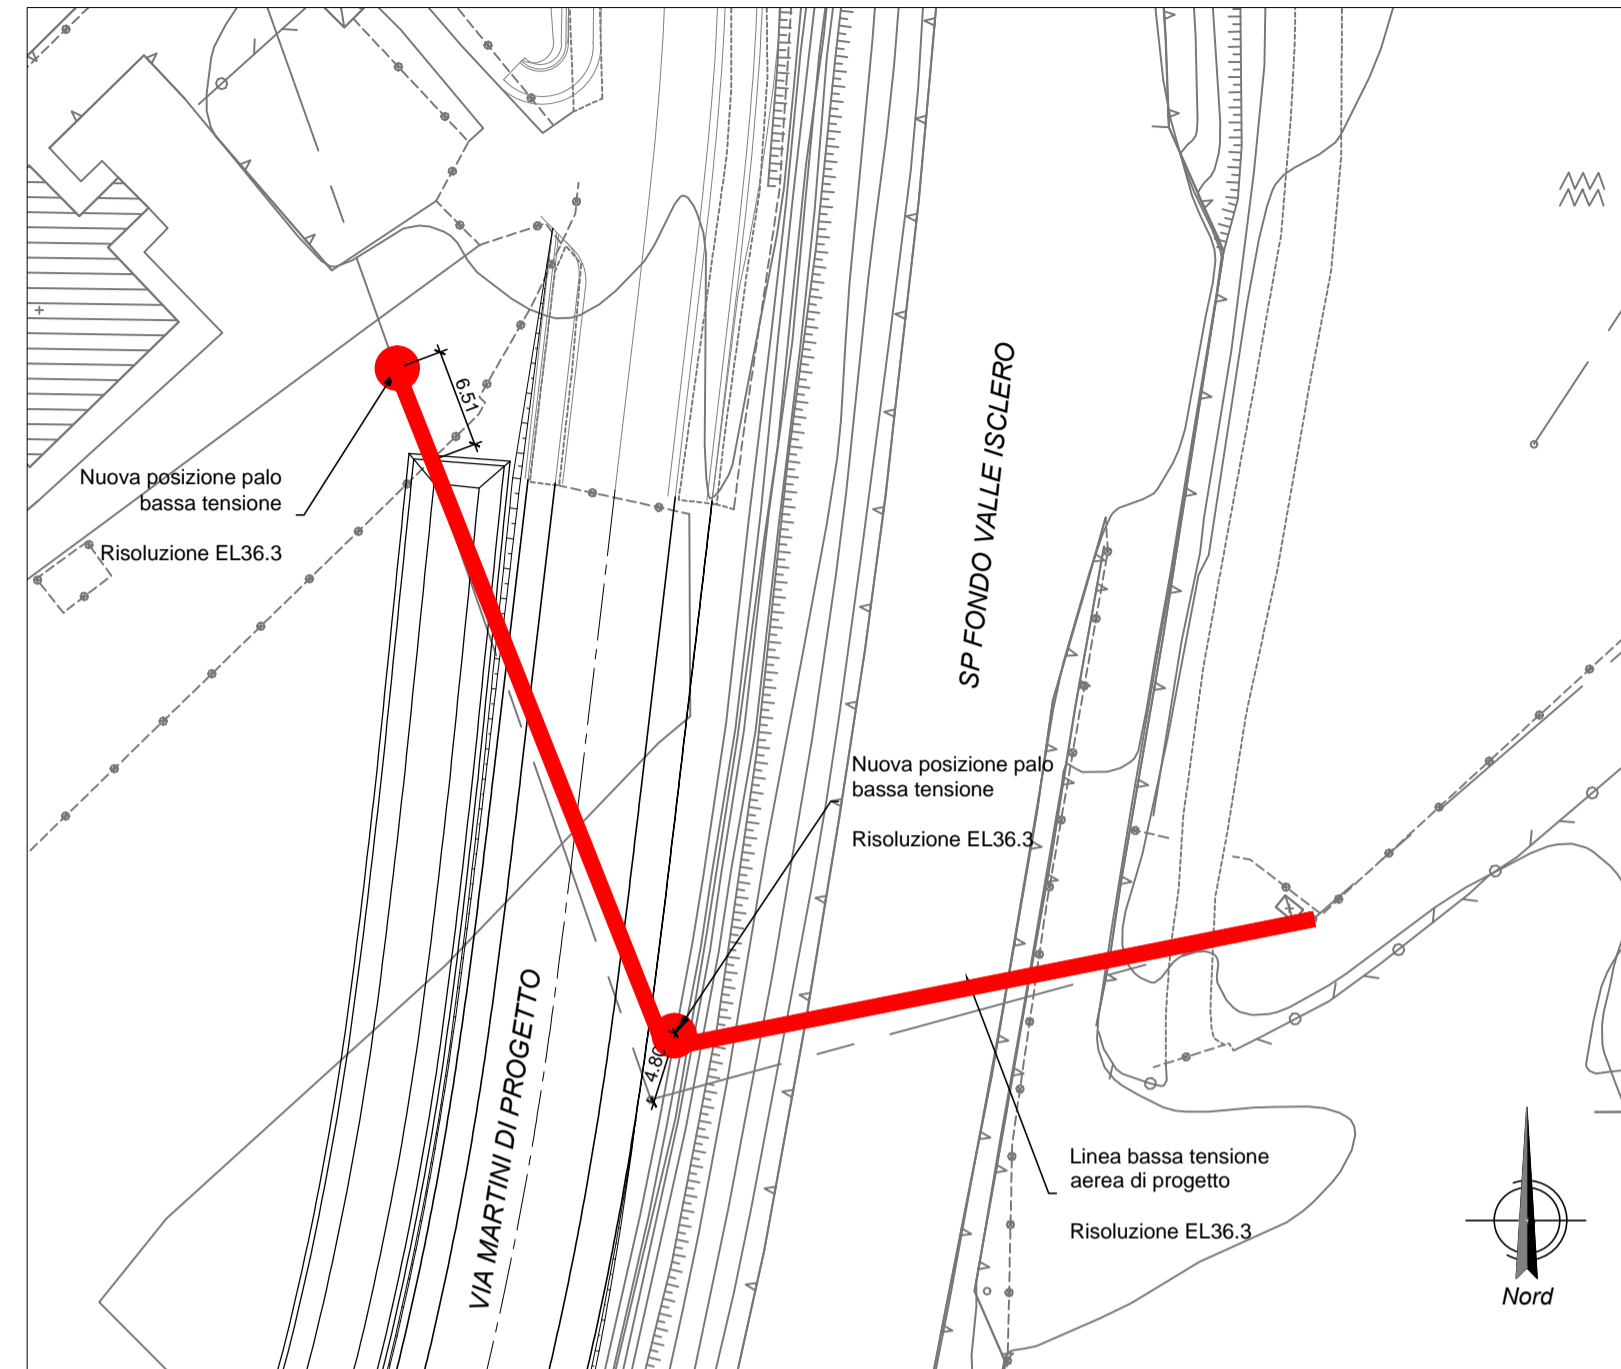 6.51
Nuova posizione palo
bassa tensione
Risoluzione EL36.3
SP FONDO VALLE ISCLERO
Nuova posizione palo
bassa tensione
Risoluzione EL36.3
4.80
VIA MARTINI DI PROGETTO
Linea bassa tensione
aerea di progetto
Risoluzione EL36.3
Nord